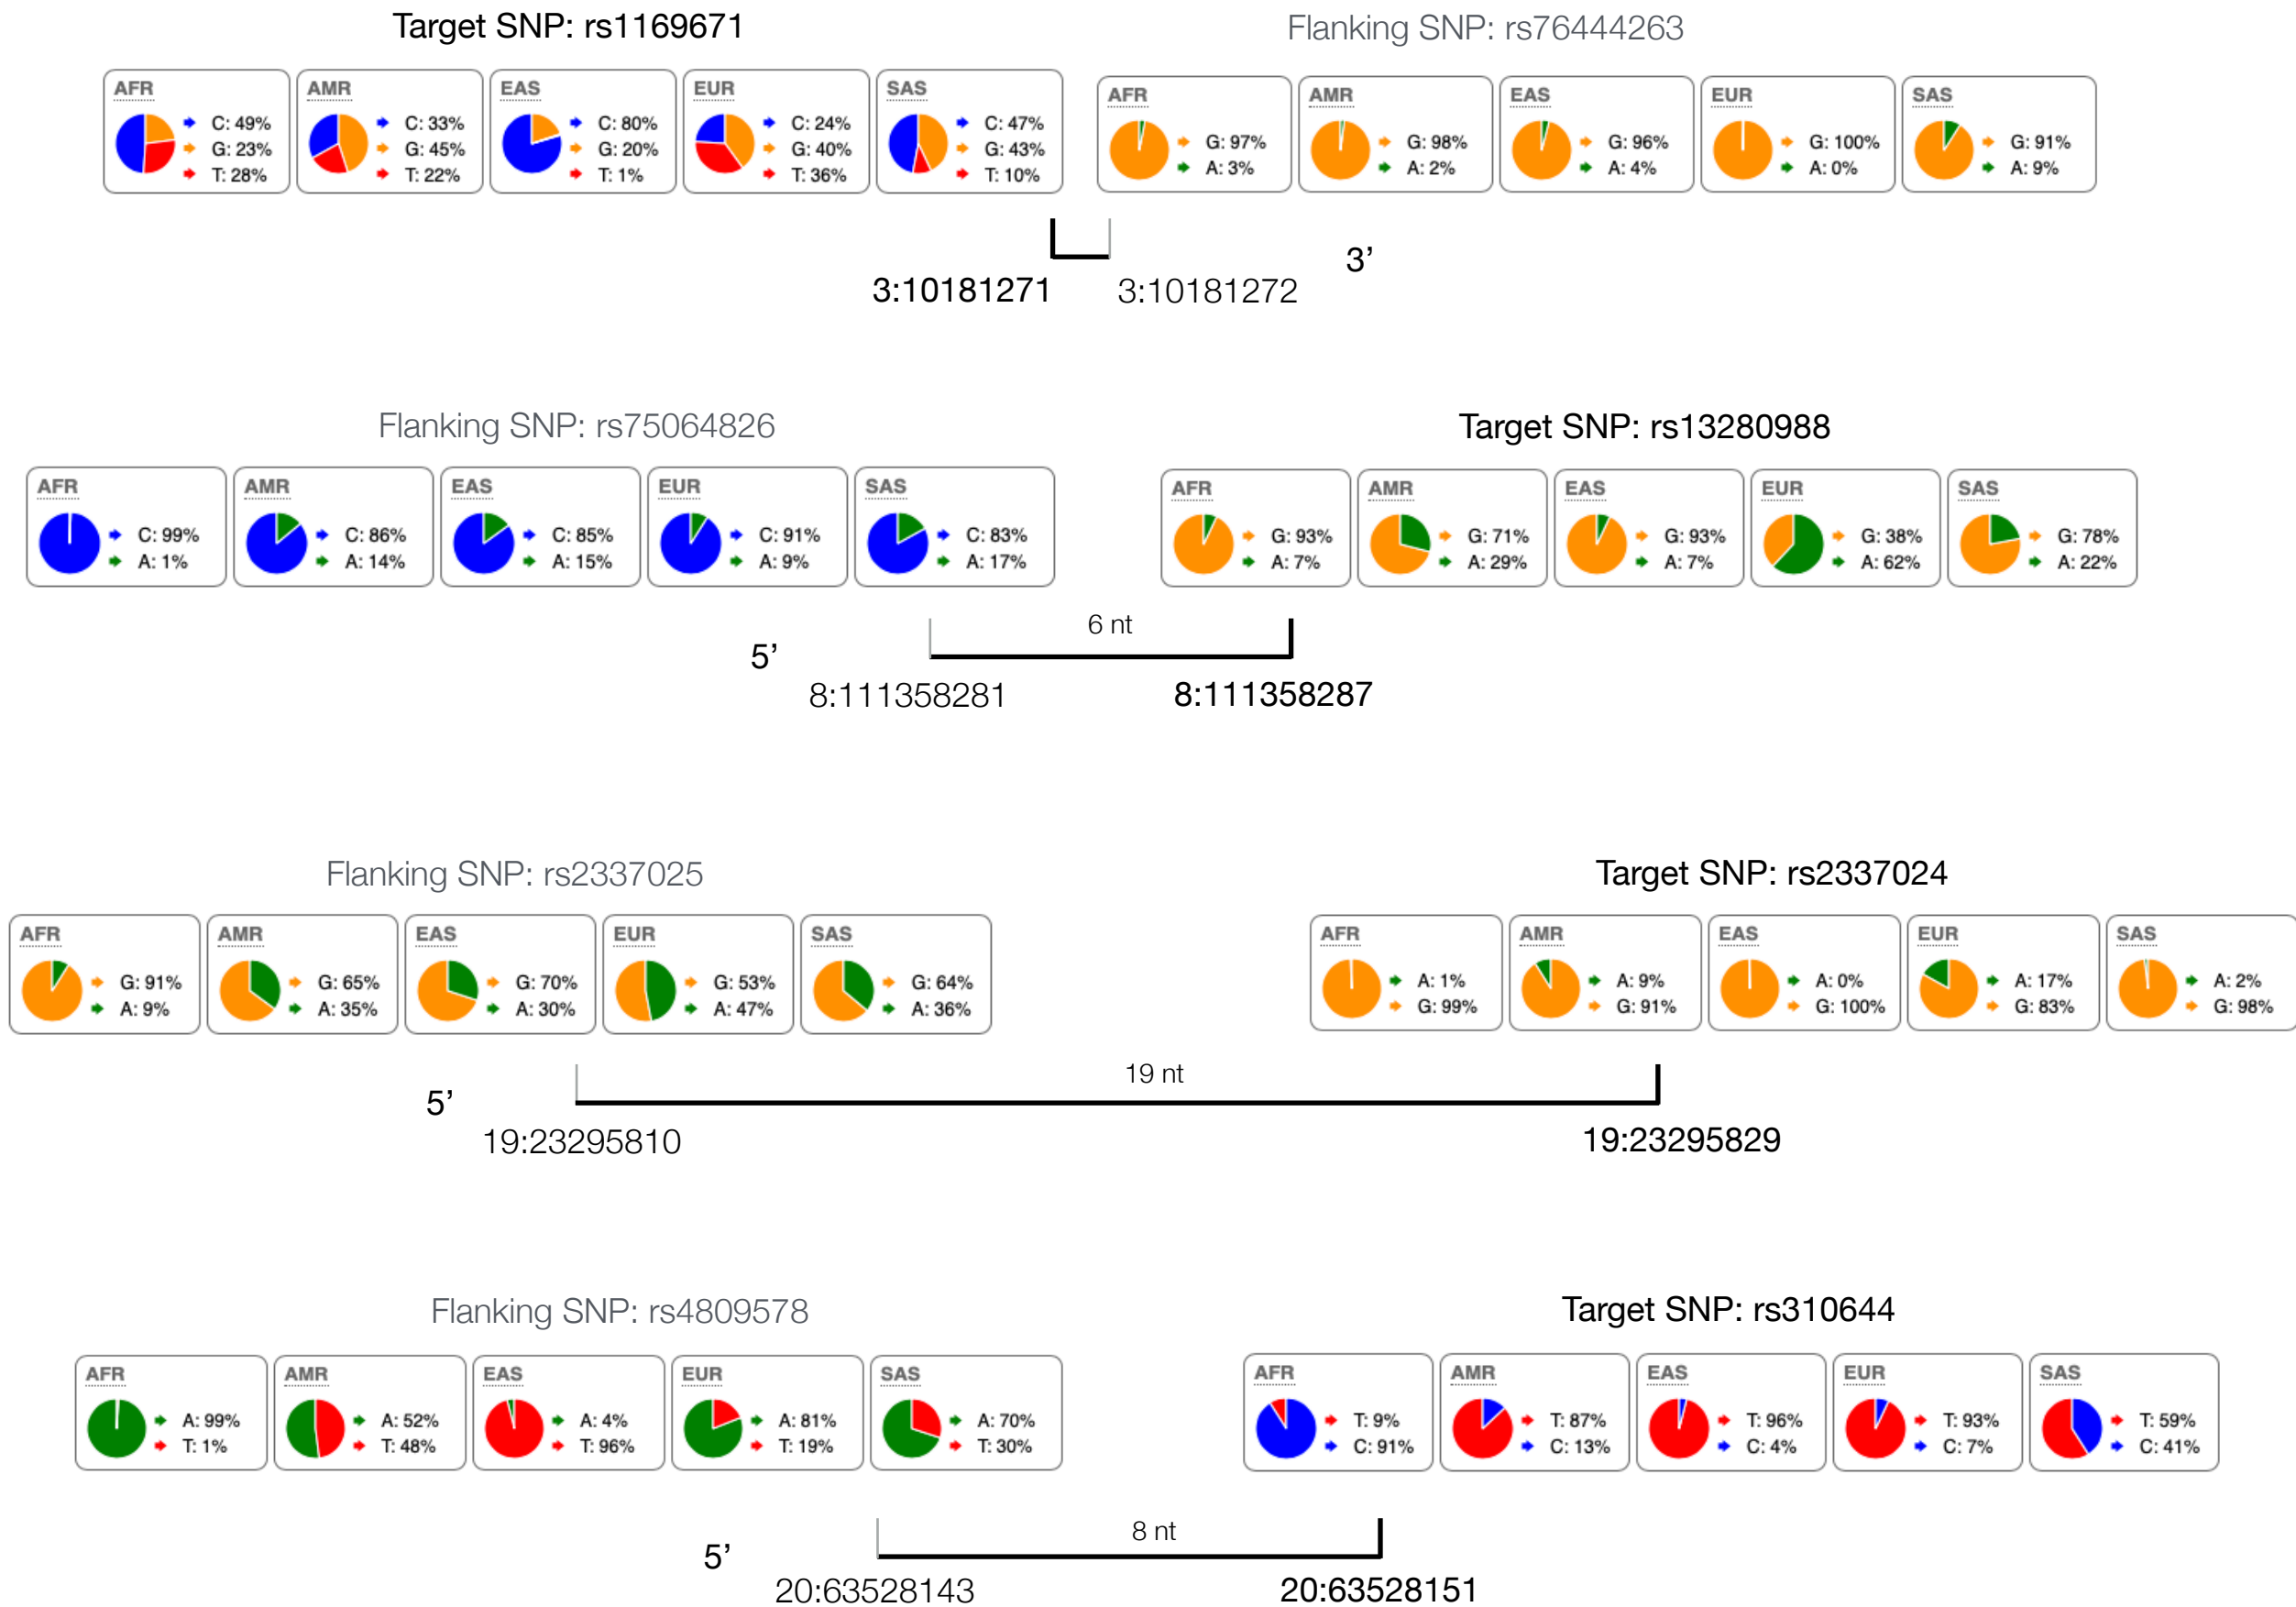 Target SNP: rs1169671
Flanking SNP: rs76444263
AFR
C: 49%
G: 23%
T: 28%
AMR
C: 33%
G: 45%
T: 22%
EAS
C: 80%
G: 20%
T: 1%
EUR
C: 24%
G: 40%
T: 36%
SAS
C: 47%
G: 43%
T: 10%
AFR
G: 97%
A: 3%
AMR
G: 98%
A: 2%
EAS
G: 96%
A: 4%
EUR
G: 100%
A: 0%
SAS
G: 91%
A: 9%
3’
3:10181271
3:10181272
Flanking SNP: rs75064826
Target SNP: rs13280988
AFR
C: 99%
A: 1%
AMR
C: 86%
A: 14%
EAS
C: 85%
A: 15%
EUR
C: 91%
A: 9%
SAS
C: 83%
A: 17%
AFR
G: 93%
A: 7%
AMR
G: 71%
A: 29%
EAS
G: 93%
A: 7%
EUR
G: 38%
A: 62%
SAS
G: 78%
A: 22%
6 nt
5’
8:111358281
8:111358287
Flanking SNP: rs2337025
Target SNP: rs2337024
AFR
G: 91%
A: 9%
AMR
G: 65%
A: 35%
EAS
G: 70%
A: 30%
EUR
G: 53%
A: 47%
SAS
G: 64%
A: 36%
AFR
A: 1%
G: 99%
AMR
A: 9%
G: 91%
EAS
A: 0%
G: 100%
EUR
A: 17%
G: 83%
SAS
A: 2%
G: 98%
19 nt
5’
19:23295810
19:23295829
Flanking SNP: rs4809578
Target SNP: rs310644
AFR
A: 99%
T: 1%
AMR
A: 52%
T: 48%
EAS
A: 4%
T: 96%
EUR
A: 81%
T: 19%
SAS
A: 70%
T: 30%
AFR
T: 9%
C: 91%
AMR
T: 87%
C: 13%
EAS
T: 96%
C: 4%
EUR
T: 93%
C: 7%
SAS
T: 59%
C: 41%
8 nt
5’
20:63528143
20:63528151